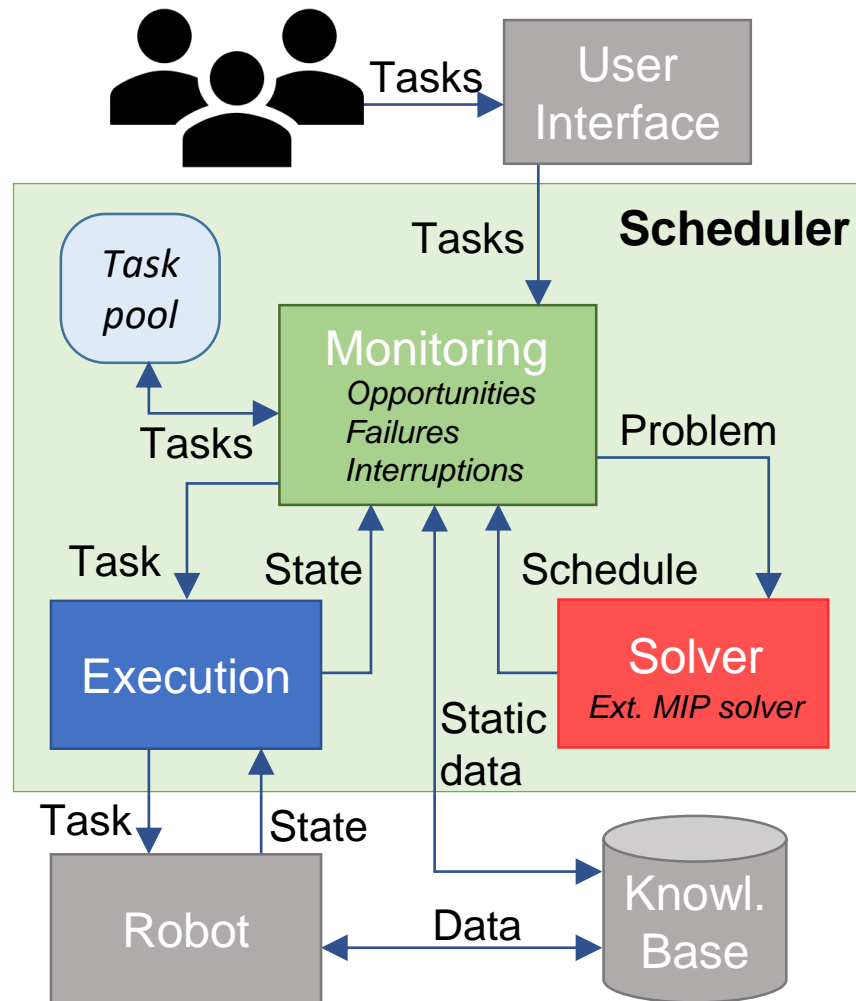 Tasks
User
Interface
Scheduler
Tasks
Task
pool
Monitoring
Opportunities
Failures
Interruptions
Tasks
Problem
Task
State
Schedule
Execution
Solver
Ext. MIP solver
Static
data
Task
State
Robot
Data
Knowl.
Base